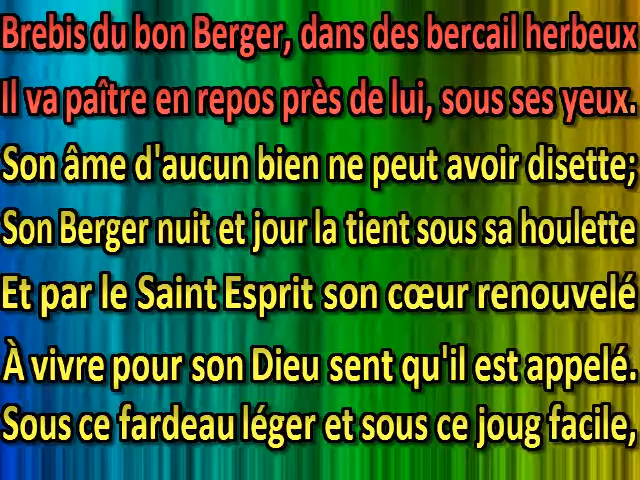 Brebis du bon Berger, dans des bercail herbeux
Il va paître en repos près de lui, sous ses yeux.
Son âme d'aucun bien ne peut avoir disette;
Son Berger nuit et jour la tient sous sa houlette
Et par le Saint Esprit son cœur renouvelé
À vivre pour son Dieu sent qu'il est appelé.
Sous ce fardeau léger et sous ce joug facile,